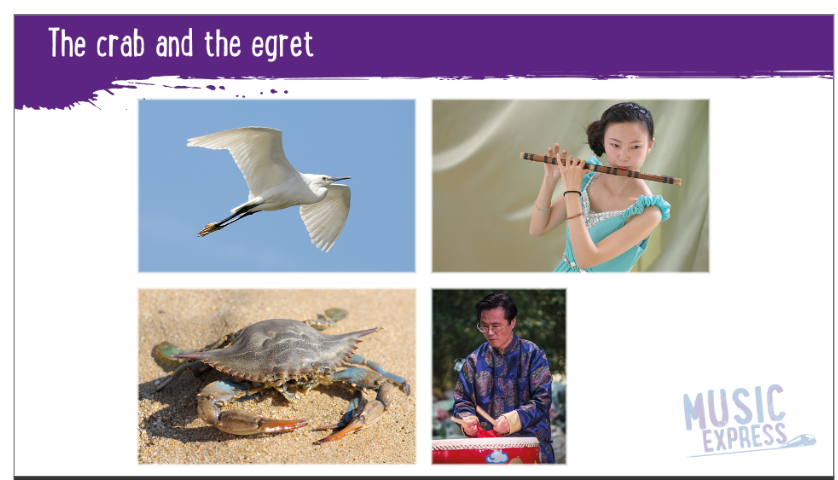 The crab and the egret
MUSIC
EXPRESS